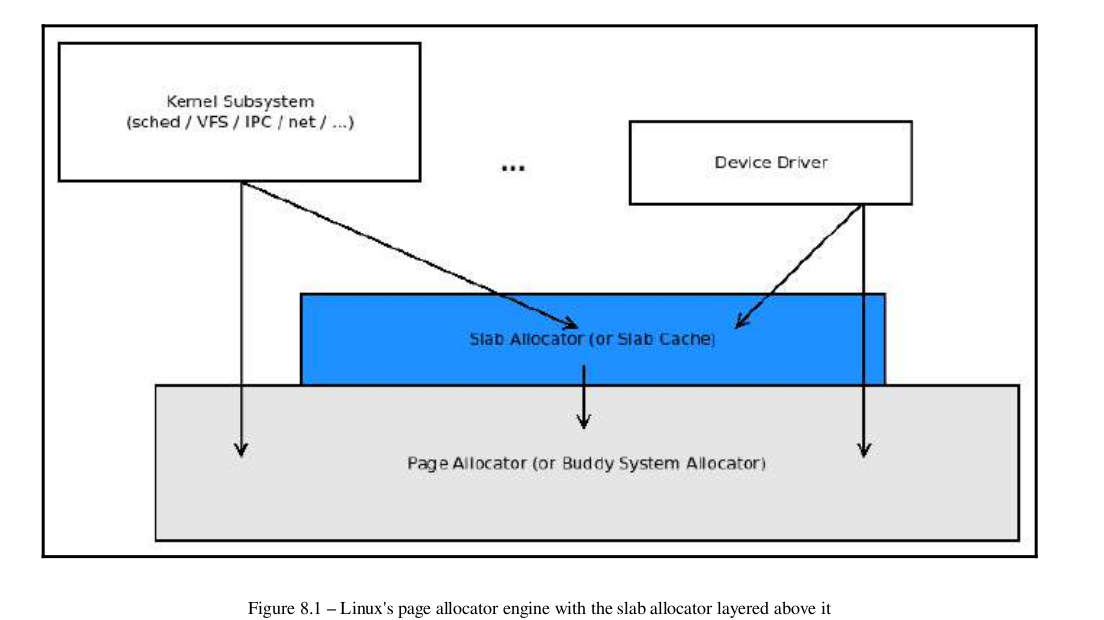 Kernel Subsystem
(sched / VFS / IPC / net / ...)
...
Device Driver
Slab Allocator (or Slab Cache)
Page Allocator (or Buddy System Allocator)
Figure 8.1 – Linux's page allocator engine with the slab allocator layered above it